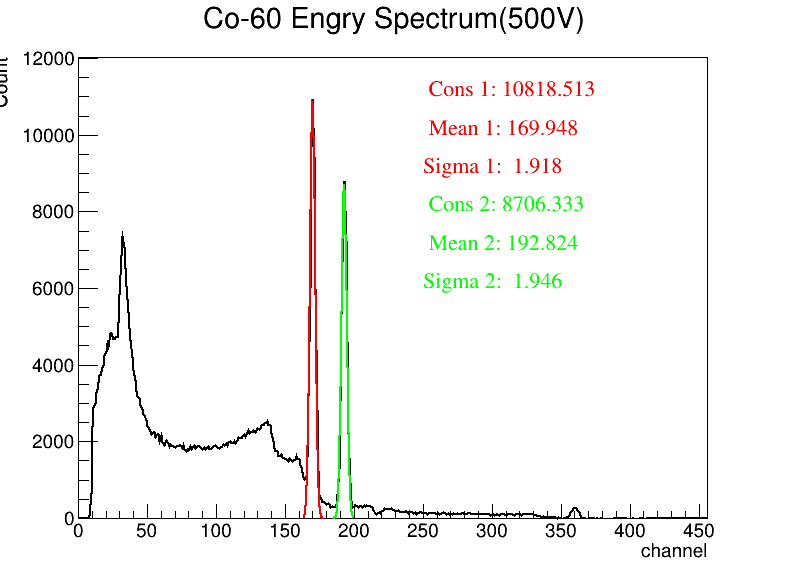 Co-60 Engry Spectrum(500V)
Count
12000
10000
8000
6000
4000
2000
0
Cons 1: 10818.513
Mean 1: 169.948
Sigma 1: 1.918
Cons 2: 8706.333
Mean 2: 192.824
Sigma 2: 1.946
0 50 100 150 200 250 300 350 400 450
channel